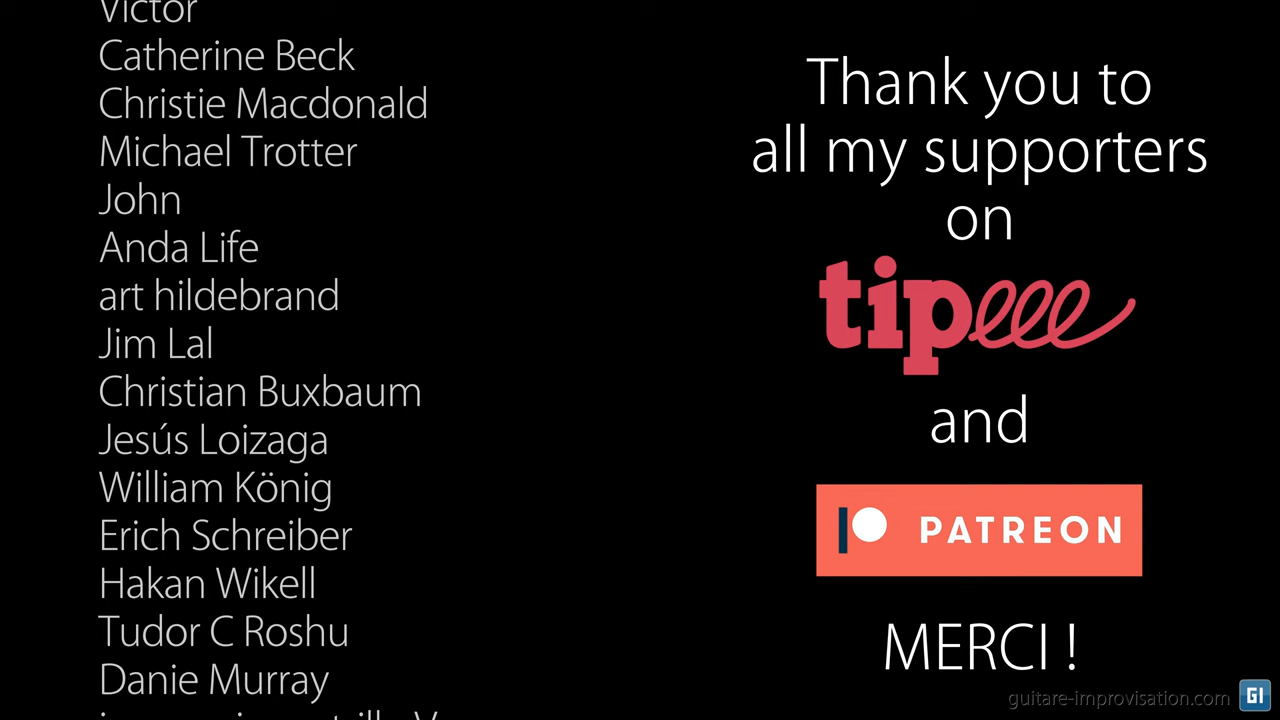 Victor
Catherine Beck
Christie Macdonald
Michael Trotter
John
Anda Life
art hildebrand
Jim Lal
Christian Buxbaum
Jesús Loizaga
William König
Erich Schreiber
Hakan Wikell
Tudor C Roshu
Danie Murray
Thank you to
all my supporters
on
tipeee
and
PATREON
MERCI !
guitare-improvisation.com GI